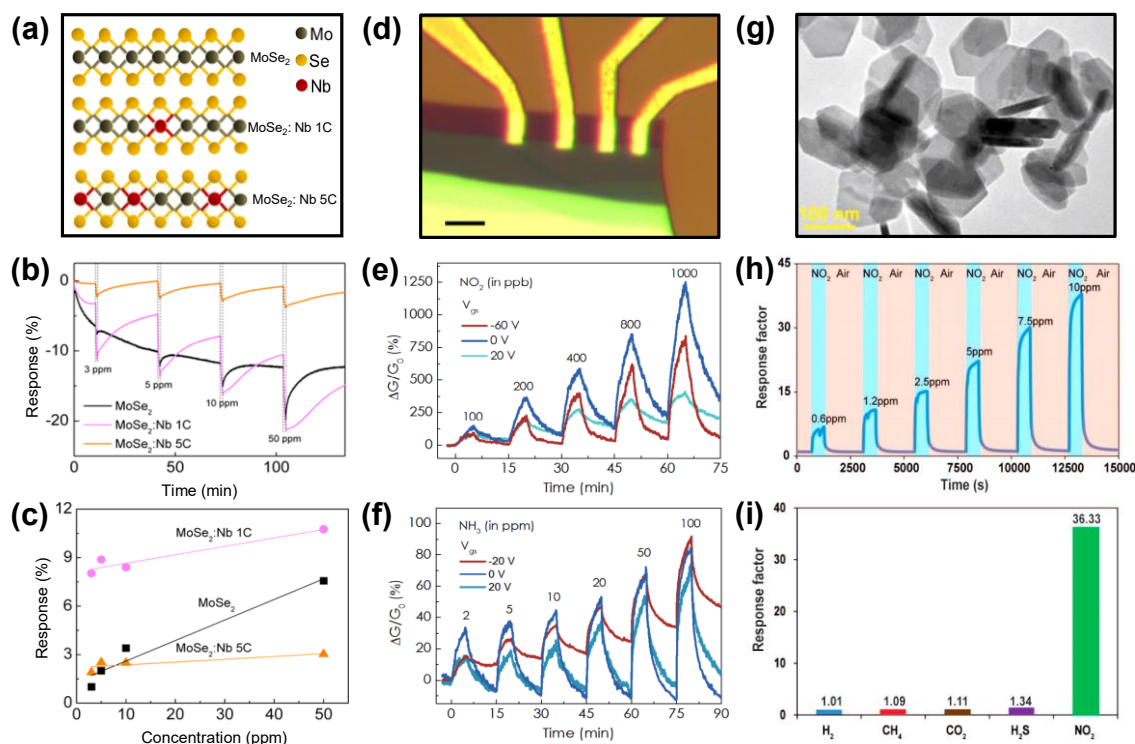 (a)
Mo
Se
Nb
MoSe2
MoSe2: Nb 1C
MoSe2: Nb 5C
(b)
Response (%)
0
-10
-20
3 ppm
5 ppm
10 ppm
50 ppm
MoSe2
MoSe2:Nb 1C
MoSe2:Nb 5C
0 50 100
Time (min)
(c)
Response (%)
12
9
6
3
0
MoSe2:Nb 1C
MoSe2
MoSe2:Nb 5C
0 10 20 30 40 50
Concentration (ppm)
(d)
(e)
ΔG/G0 (%)
1250
1000
750
500
250
0
NO2 (in ppb)
Vgs
-60 V
0 V
20 V
100
200
400
800
1000
0 15 30 45 60 75
Time (min)
(f)
ΔG/G0 (%)
100
80
60
40
20
0
NH3 (in ppm)
Vgs
-20 V
0 V
20 V
2
5
10
20
50
100
0 15 30 45 60 75 90
Time (min)
(g)
100 nm
(h)
Response factor
45
30
15
0
NO2 Air NO2 Air NO2 Air NO2 Air NO2 Air NO2 Air
0.6ppm
1.2ppm
2.5ppm
5ppm
7.5ppm
10ppm
0 2500 5000 7500 10000 12500 15000
Time (s)
(i)
Response factor
40
30
20
10
0
1.01
1.09
1.11
1.34
36.33
H2 CH4 CO2 H2S NO2